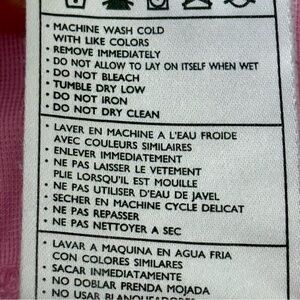 • MACHINE WASH COLD
WITH LIKE COLORS
• REMOVE IMMEDIATELY
• DO NOT ALLOW TO LAY ON ITSELF WHEN WET
• DO NOT BLEACH
• TUMBLE DRY LOW
• DO NOT IRON
• DO NOT DRY CLEAN
• LAVER EN MACHINE A L'EAU FROIDE
AVEC COULEURS SIMILAIRES
• ENLEVER IMMEDIATEMENT
• NE PAS LAISSER LE VETEMENT
PLIE LORSQU'IL EST MOUILLE
• NE PAS UTILISER D'EAU DE JAVEL
• SECHER EN MACHINE CYCLE DELICAT
• NE PAS REPASSER
• NE PAS NETTOYER A SEC
• LAVAR A MAQUINA EN AGUA FRIA
CON COLORES SIMILARES
• SACAR INMEDIATAMENTE
• NO DOBLAR PRENDA MOJADA
• NO USAR BLANQUEADORES